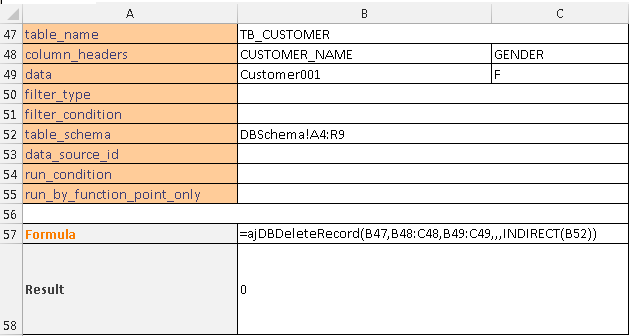 A B C
47 table_name TB_CUSTOMER
48 column_headers CUSTOMER_NAME GENDER
49 data Customer001 F
50 filter_type
51 filter_condition
52 table_schema DBSchema!A4:R9
53 data_source_id
54 run_condition
55 run_by_function_point_only
56
57 Formula =ajDBDeleteRecord(B47,B48:C48,B49:C49,,,INDIRECT(B52))
58 Result 0